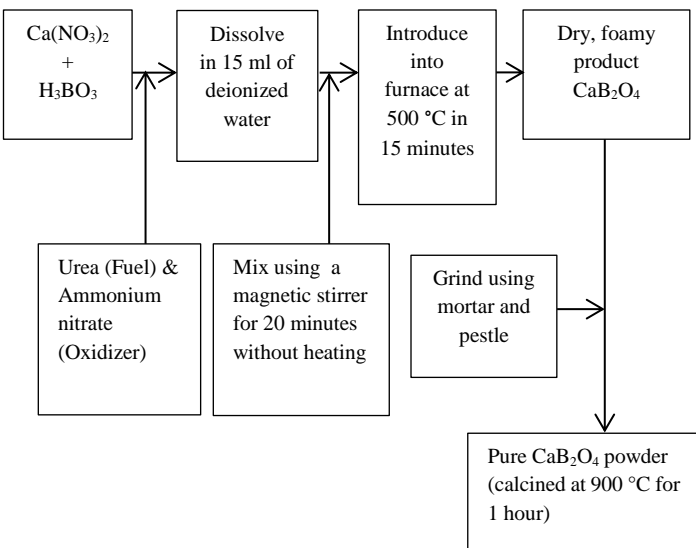 Ca(NO₃)₂
+
H₃BO₃
Dissolve
in 15 ml of
deionized
water
Introduce
into
furnace at
500 °C in
15 minutes
Dry, foamy
product
CaB₂O₄
Urea (Fuel) &
Ammonium
nitrate
(Oxidizer)
Mix using a
magnetic stirrer
for 20 minutes
without heating
Grind using
mortar and
pestle
Pure CaB₂O₄ powder
(calcined at 900 °C for
1 hour)